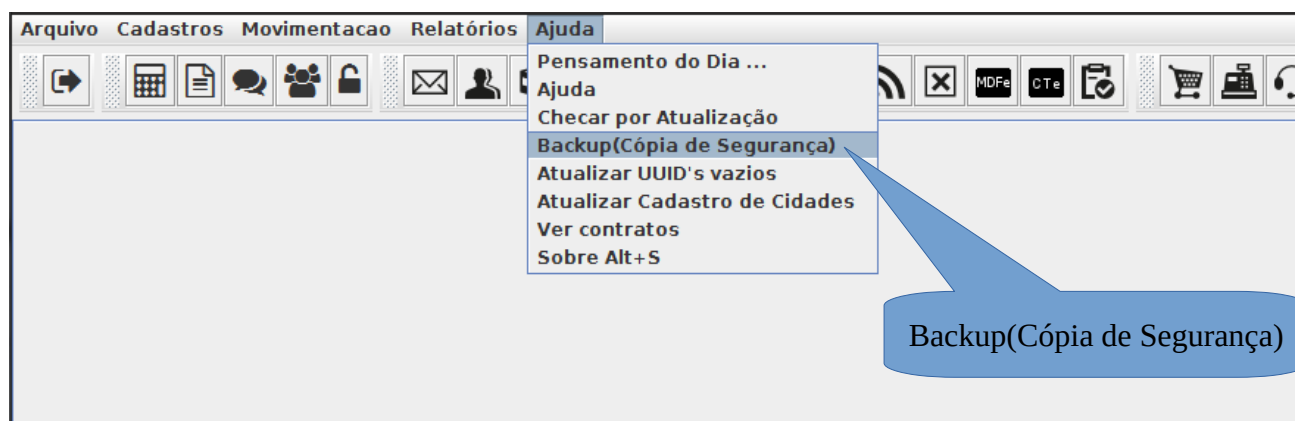 Arquivo Cadastros Movimentacao Relatórios Ajuda
Pensamento do Dia ...
Ajuda
Checar por Atualização
Backup(Cópia de Segurança)
Atualizar UUID's vazios
Atualizar Cadastro de Cidades
Ver contratos
Sobre Alt+S
MDFe CTe
Backup(Cópia de Segurança)